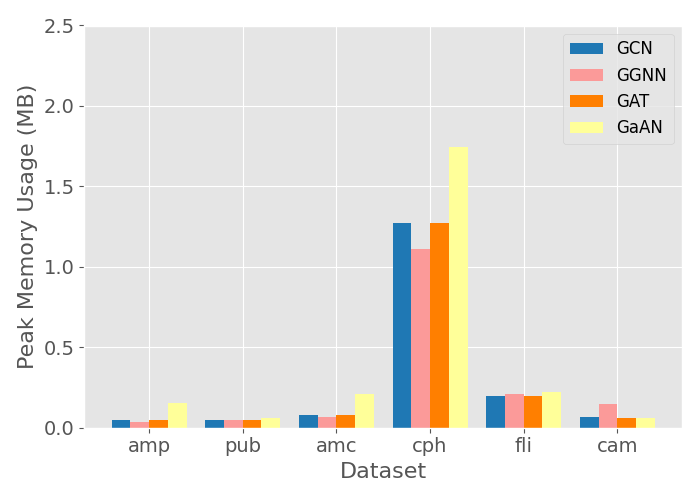 2.5
2.0
1.5
1.0
0.5
0.0
Peak Memory Usage (MB)
GCN
GGNN
GAT
GaAN
amp pub amc cph fli cam
Dataset